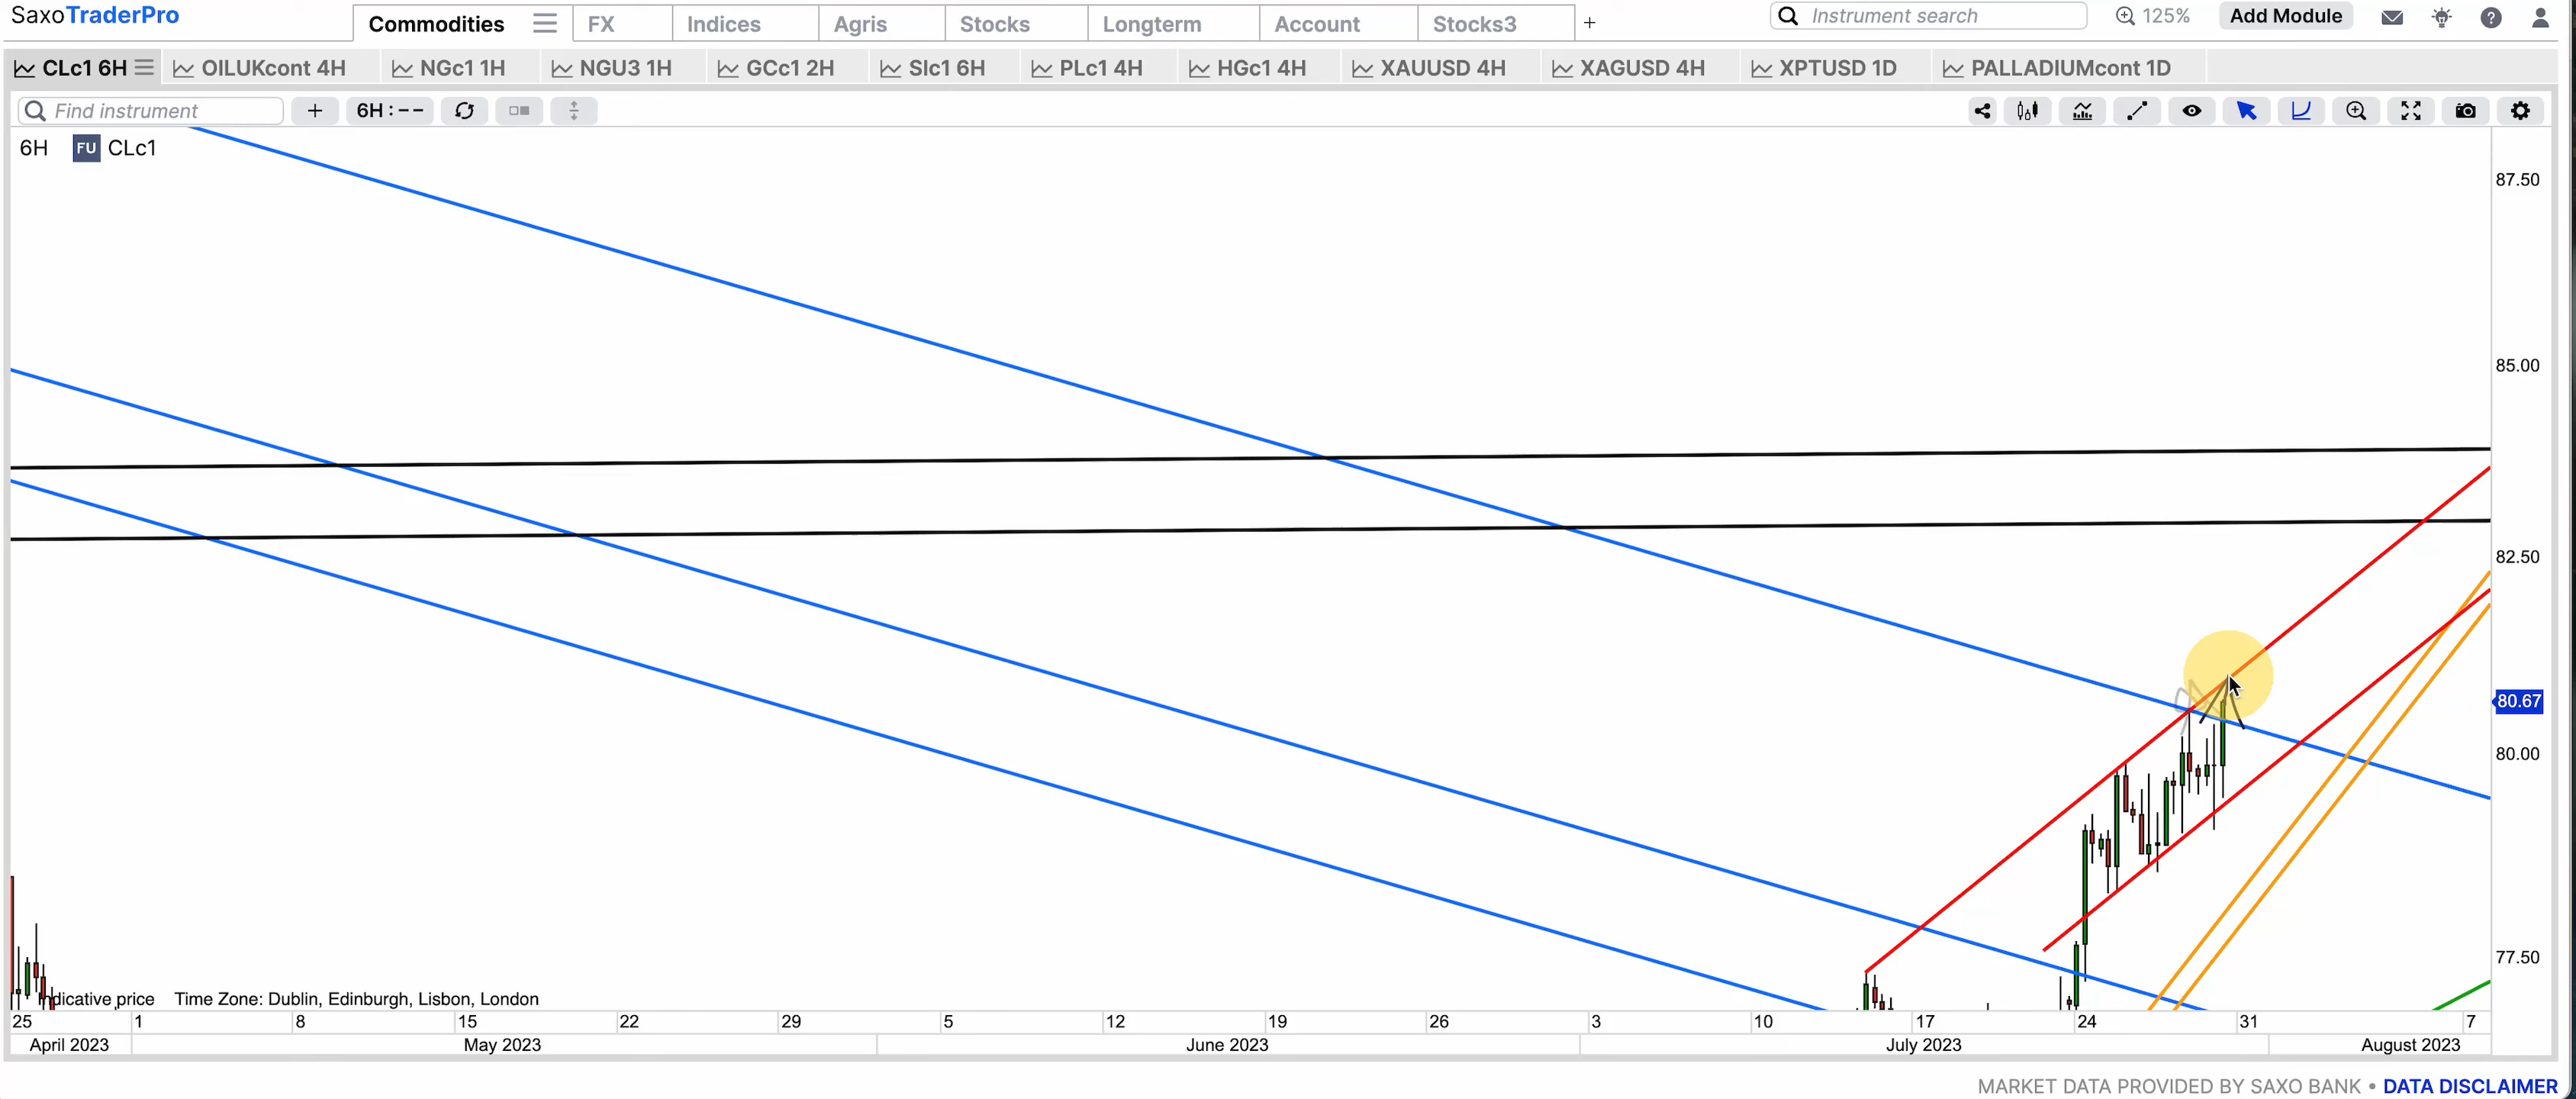 SaxoTraderPro
Commodities FX Indices Agris Stocks Longterm Account Stocks3 + Instrument search 125% Add Module
CLc1 6H OILUKcont 4H NGc1 1H NGU3 1H GCc1 2H SIc1 6H PLc1 4H HGc1 4H XAUUSD 4H XAGUSD 4H XPTUSD 1D PALLADIUMcont 1D
Find instrument + 6H : - -
6H FU CLc1
87.50
85.00
82.50
80.67
80.00
77.50
Indicative price Time Zone: Dublin, Edinburgh, Lisbon, London
25 1 8 15 22 29 5 12 19 26 3 10 17 24 31 7
April 2023 May 2023 June 2023 July 2023 August 2023
MARKET DATA PROVIDED BY SAXO BANK • DATA DISCLAIMER